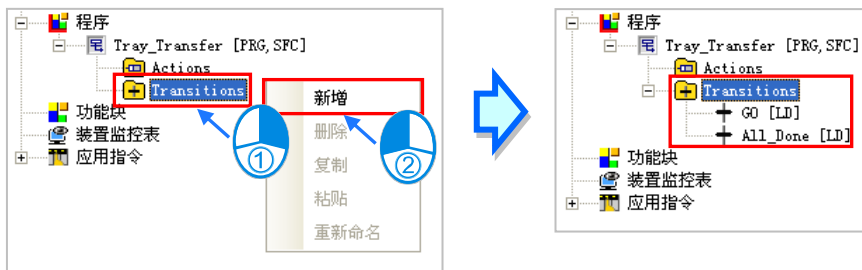 程序
Tray_Transfer [PRG,SFC]
Actions
Transitions
功能块
装置监控表
应用指令
新增
删除
复制
粘贴
重新命名
①
②
程序
Tray_Transfer [PRG,SFC]
Actions
Transitions
GO [LD]
All_Done [LD]
功能块
装置监控表
应用指令